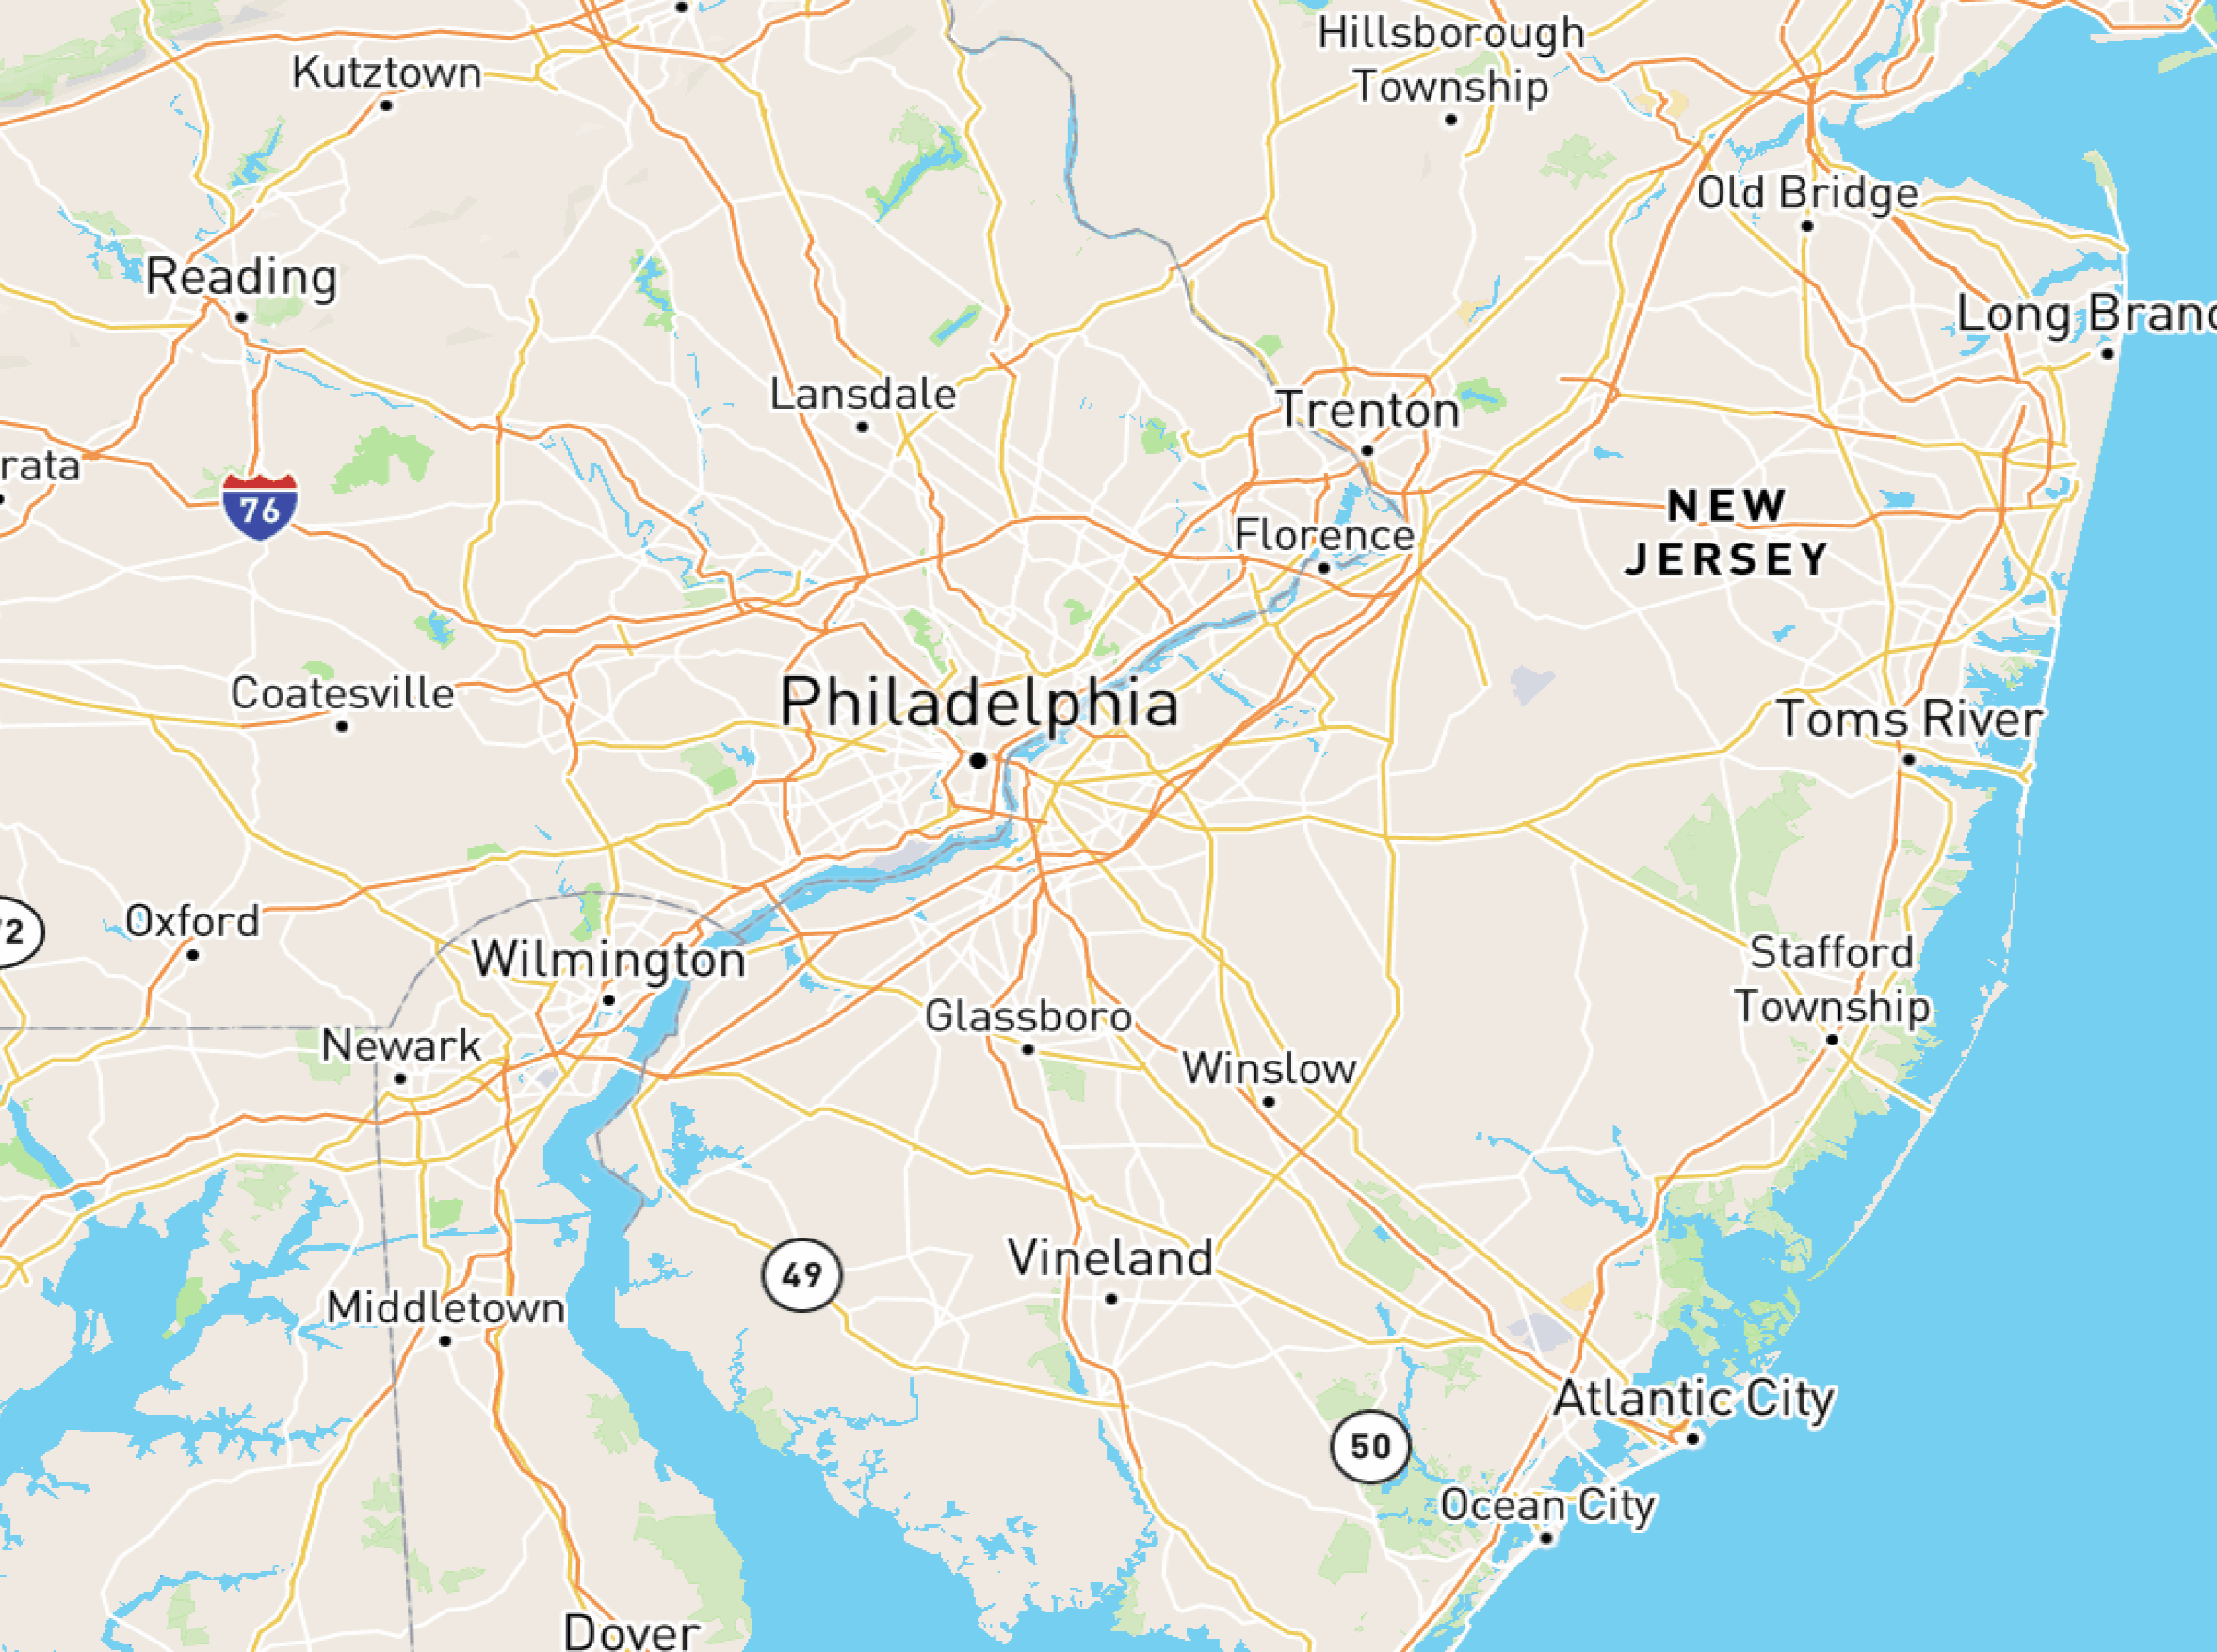 Hillsborough
Township
Kutztown
Old Bridge
Reading
Long Branc
Lansdale
Trenton
rata
76
NEW
JERSEY
Florence
Coatesville
Philadelphia
Toms River
72
Oxford
Wilmington
Stafford
Township
Newark
Glassboro
Winslow
49
Vineland
Middletown
Atlantic City
50
Ocean City
Dover